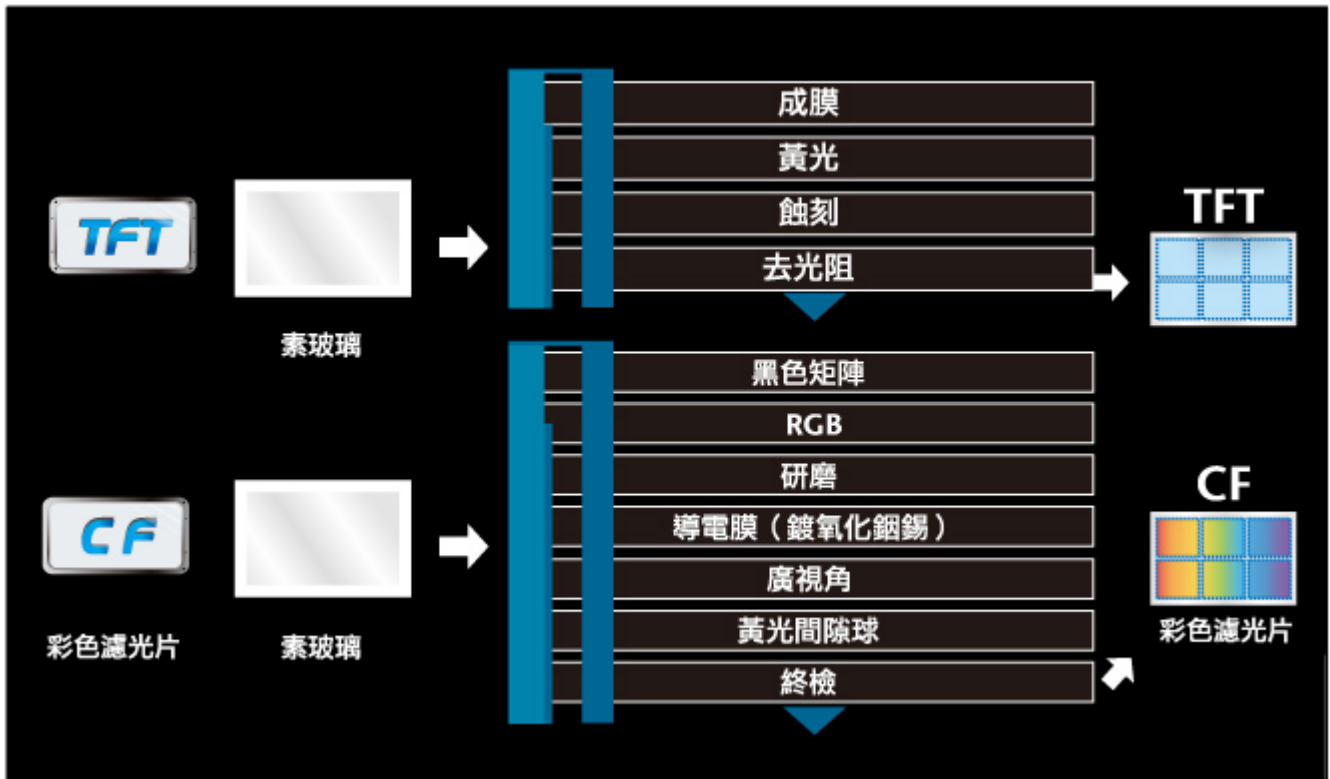 TFT
素玻璃
成膜
黃光
蝕刻
去光阻
TFT
CF
彩色濾光片
素玻璃
黑色矩陣
RGB
研磨
導電膜（鍍氧化銦錫）
廣視角
黃光間隙球
終檢
CF
彩色濾光片